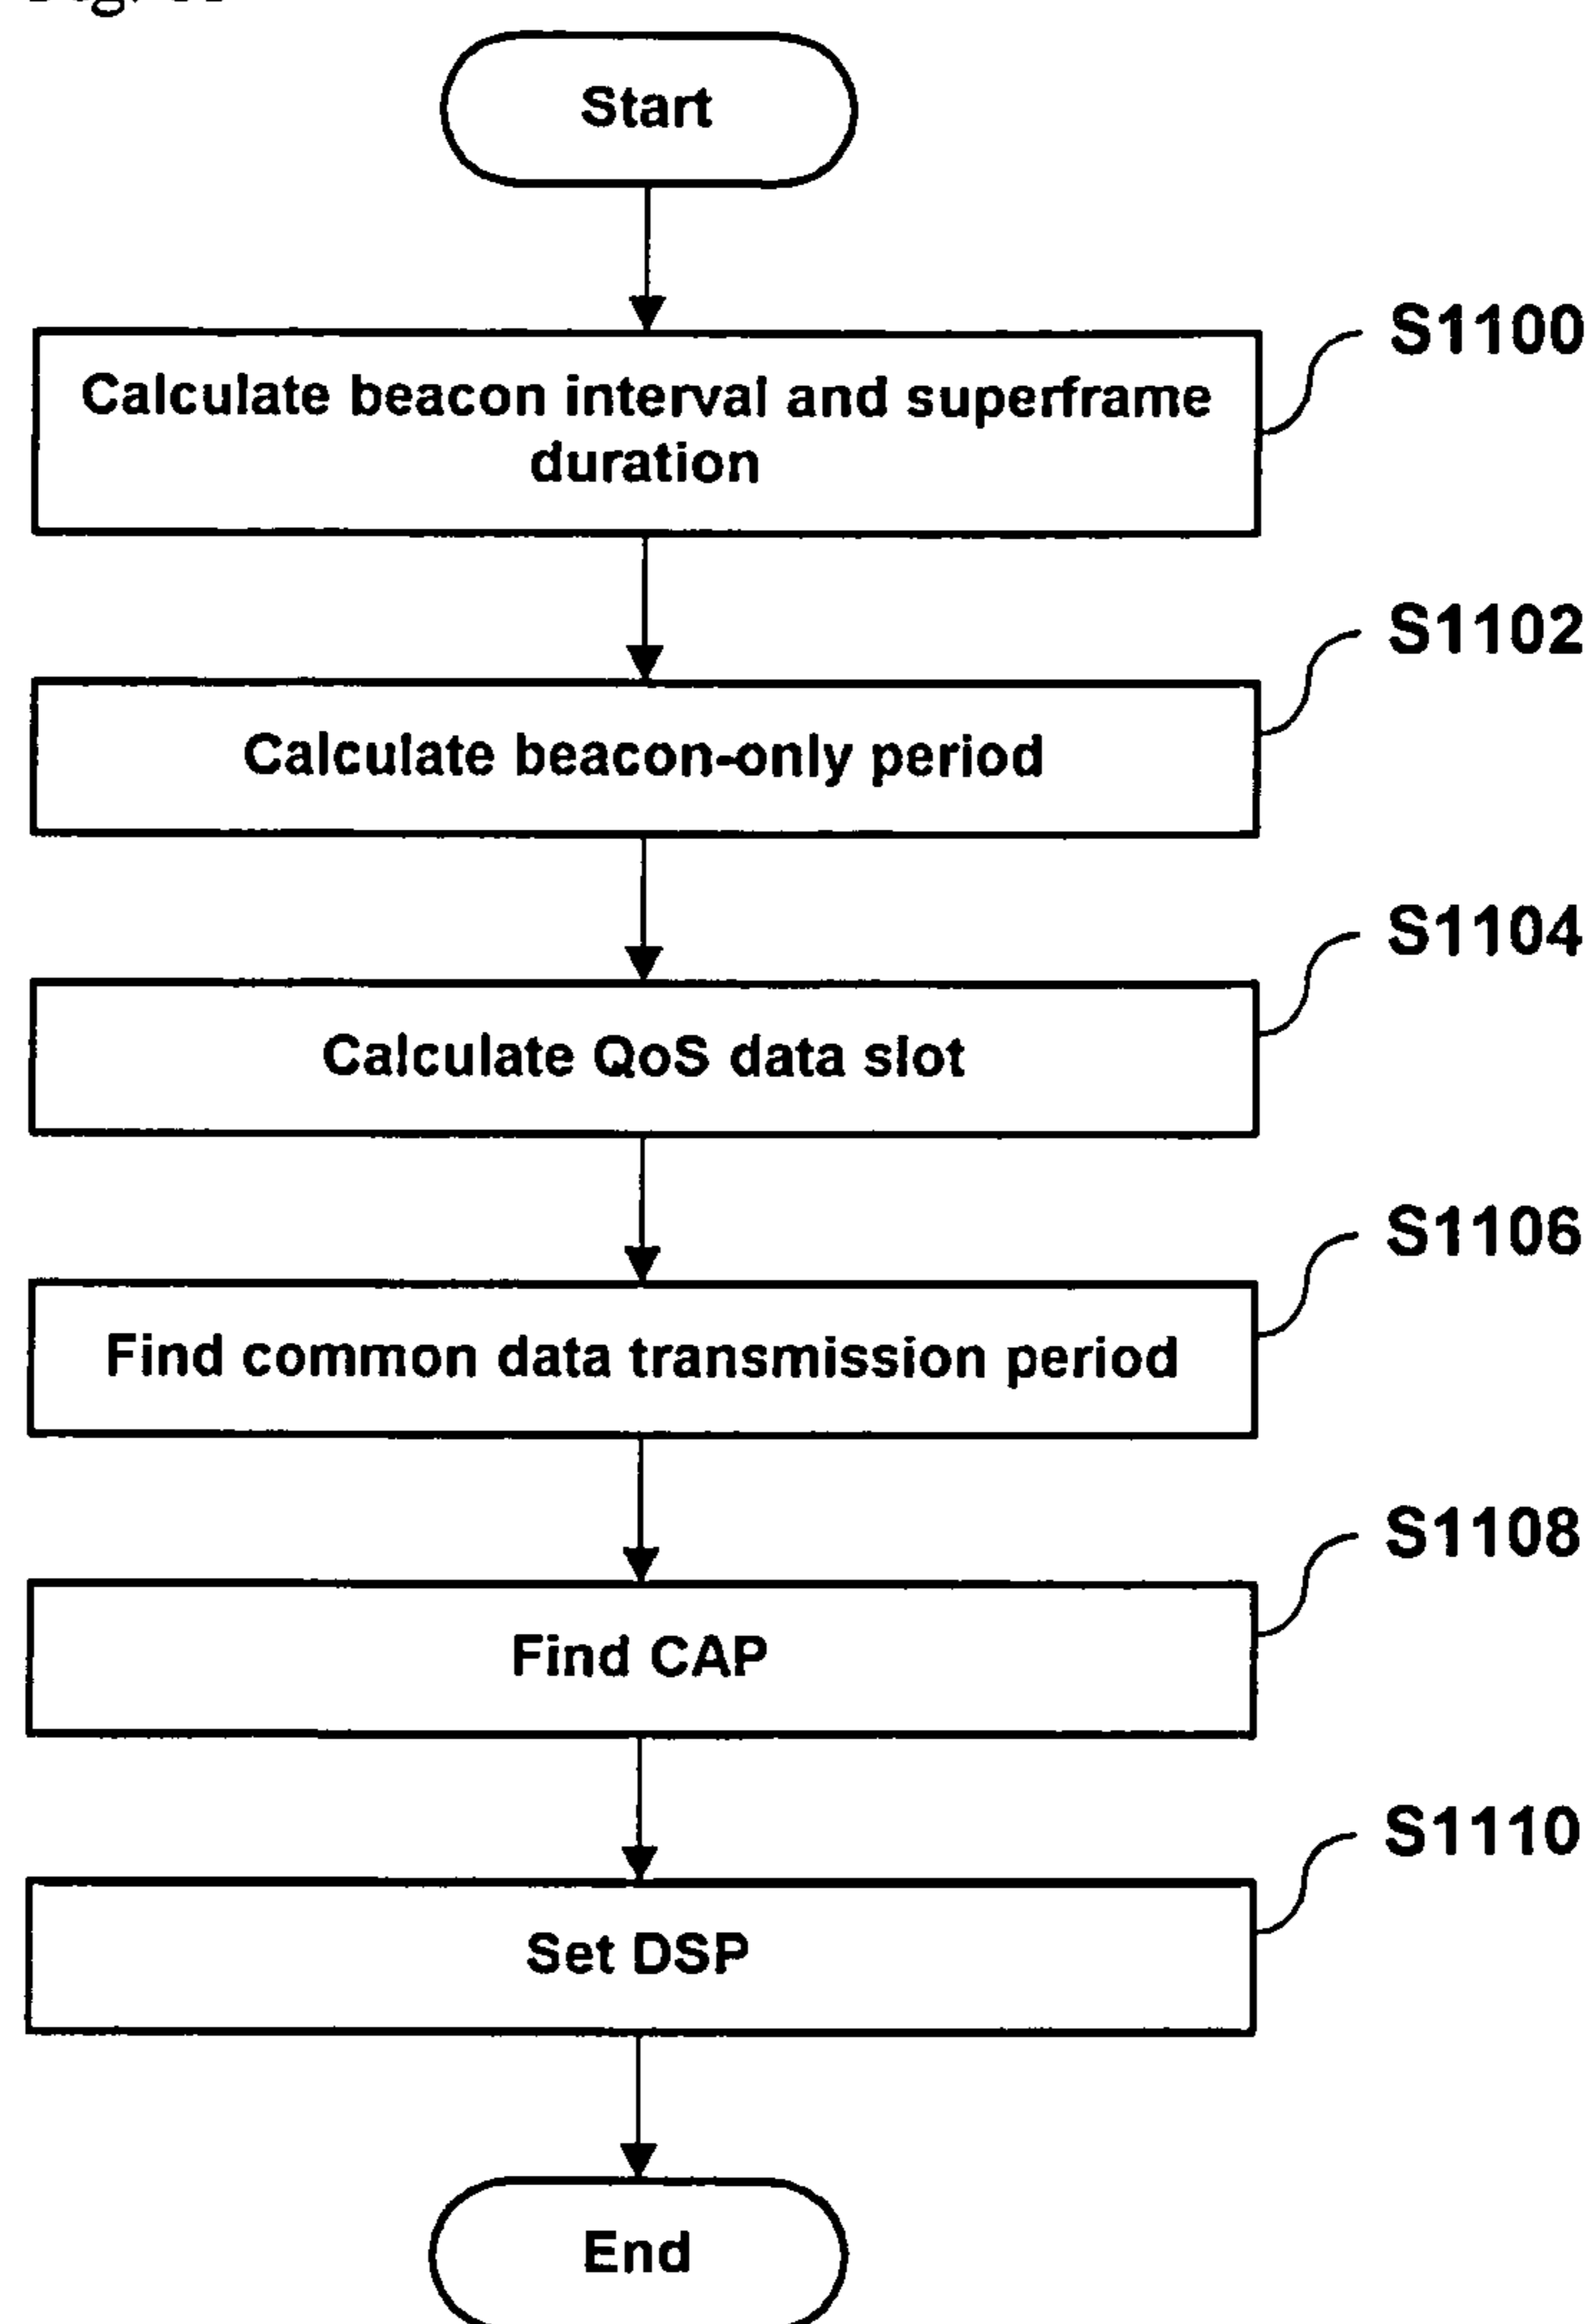 Start
S1100
Calculate beacon interval and superframe
duration
S1102
Calculate beacon-only period
S1104
Calculate QoS data slot
S1106
Find common data transmission period
S1108
Find CAP
S1110
Set DSP
End